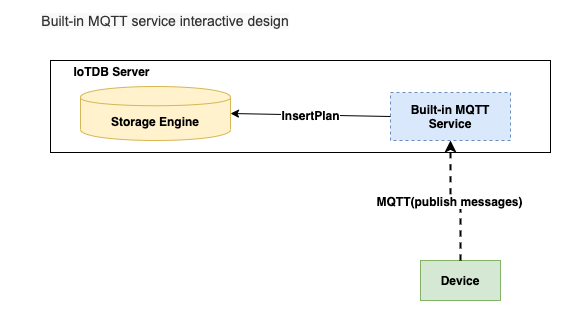 Built-in MQTT service interactive design
IoTDB Server
Storage Engine
InsertPlan
Built-in MQTT
Service
MQTT(publish messages)
Device